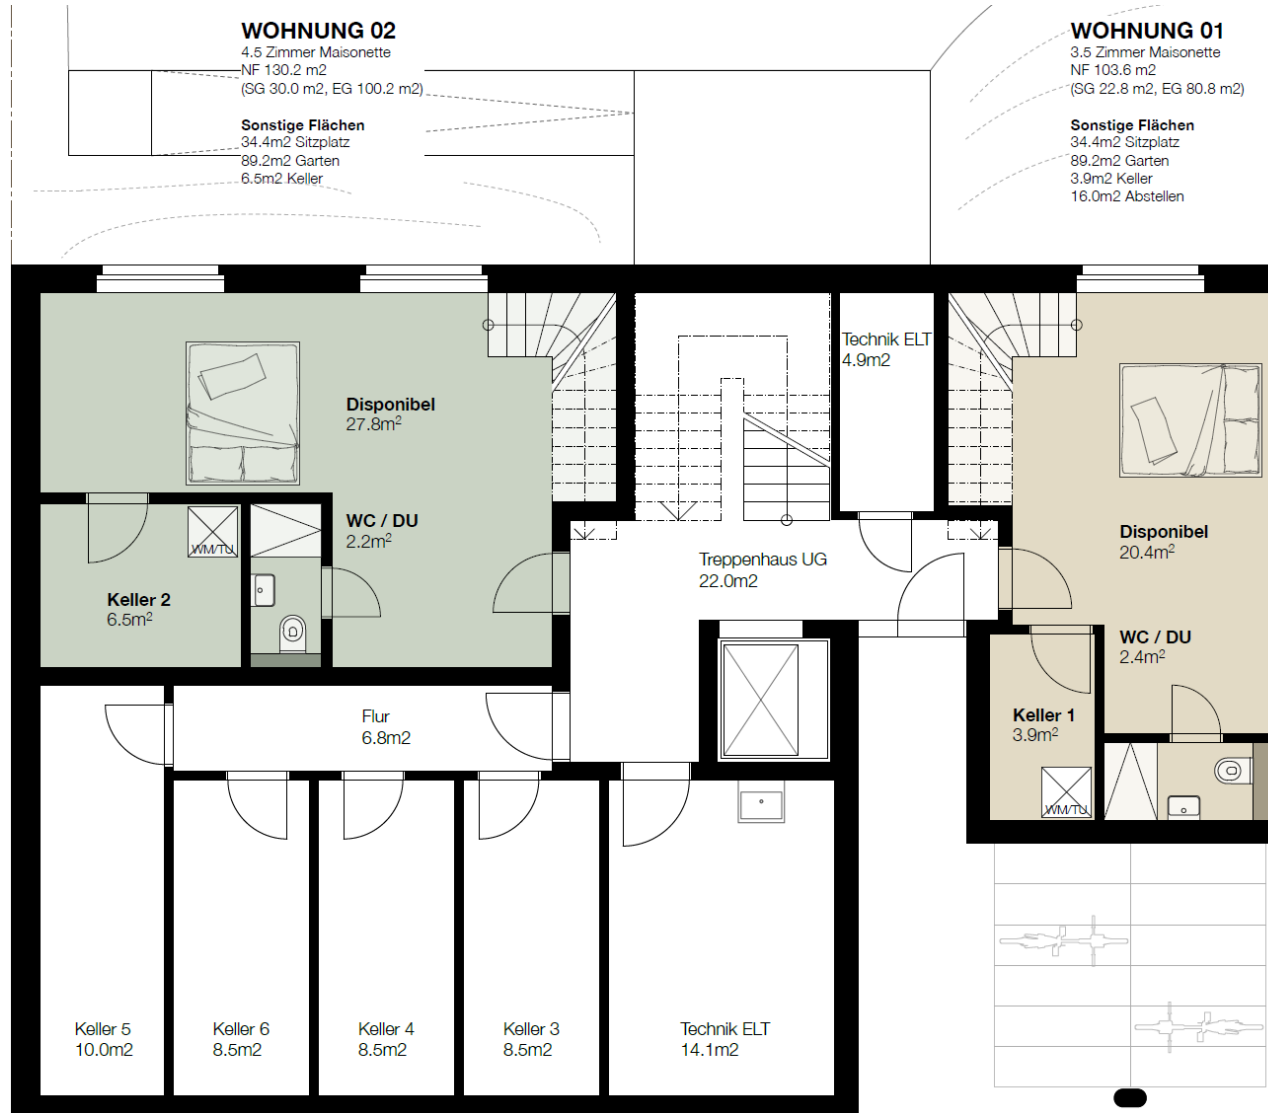 WOHNUNG 02
4.5 Zimmer Maisonette
NF 130.2 m2
(SG 30.0 m2, EG 100.2 m2)
Sonstige Flächen
34.4m2 Sitzplatz
89.2m2 Garten
6.5m2 Keller
WOHNUNG 01
3.5 Zimmer Maisonette
NF 103.6 m2
(SG 22.8 m2, EG 80.8 m2)
Sonstige Flächen
34.4m2 Sitzplatz
89.2m2 Garten
3.9m2 Keller
16.0m2 Abstellen
Technik ELT
4.9m2
Disponibel
27.8m²
WC / DU
2.2m²
WM/TU
Keller 2
6.5m²
Treppenhaus UG
22.0m2
Disponibel
20.4m²
WC / DU
2.4m²
Keller 1
3.9m²
WM/TU
Flur
6.8m2
Keller 5
10.0m2
Keller 6
8.5m2
Keller 4
8.5m2
Keller 3
8.5m2
Technik ELT
14.1m2